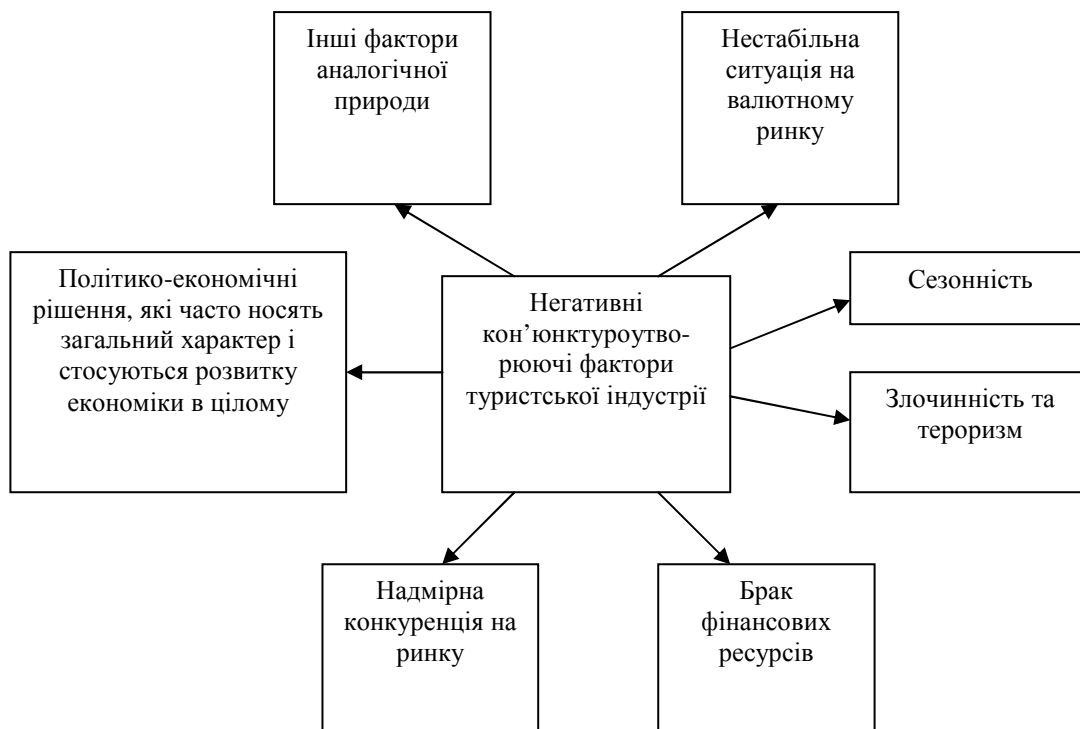 Інші фактори
аналогічної
природи
Нестабільна
ситуація на
валютному
ринку
Політико-економічні
рішення, які часто носять
загальний характер і
стосуються розвитку
економіки в цілому
Негативні
кон’юнктуроутво-
рюючі фактори
туристської індустрії
Сезонність
Злочинність та
тероризм
Надмірна
конкуренція на
ринку
Брак
фінансових
ресурсів